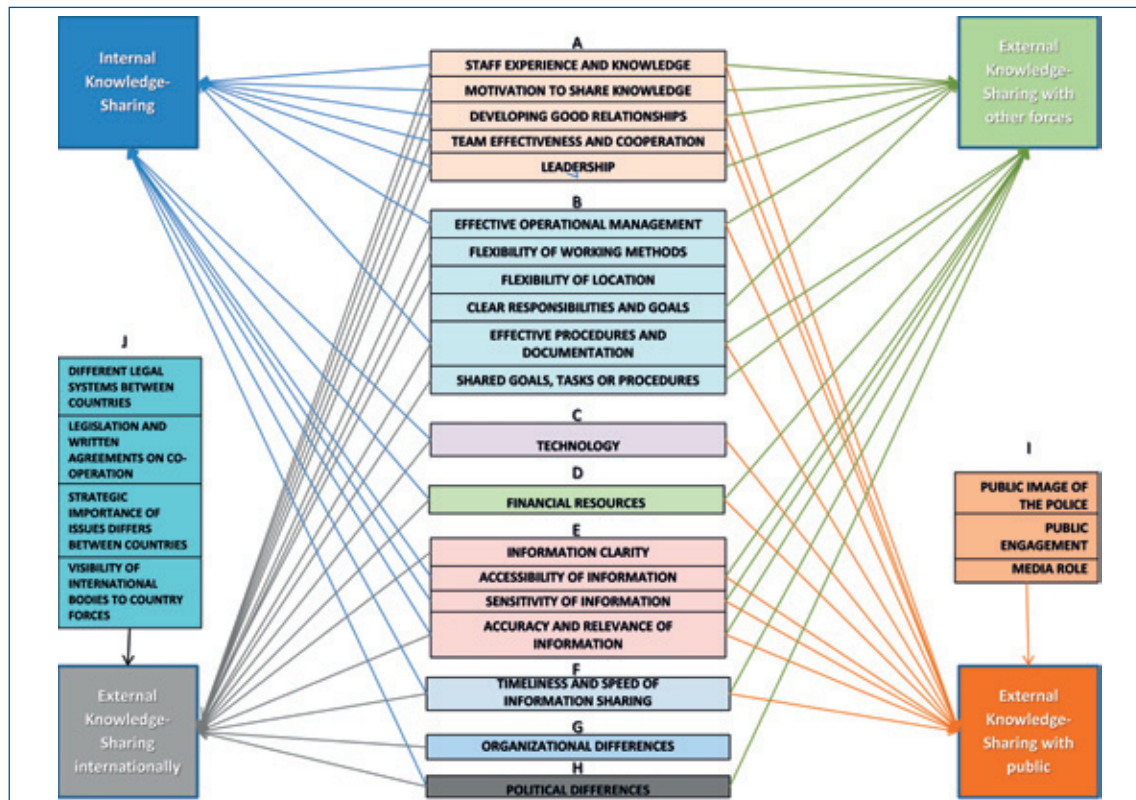 Internal
Knowledge-
Sharing
External
Knowledge-
Sharing with
other forces
A
STAFF EXPERIENCE AND KNOWLEDGE
MOTIVATION TO SHARE KNOWLEDGE
DEVELOPING GOOD RELATIONSHIPS
TEAM EFFECTIVENESS AND COOPERATION
LEADERSHIP
B
EFFECTIVE OPERATIONAL MANAGEMENT
FLEXIBILITY OF WORKING METHODS
FLEXIBILITY OF LOCATION
CLEAR RESPONSIBILITIES AND GOALS
EFFECTIVE PROCEDURES AND
DOCUMENTATION
SHARED GOALS, TASKS OR PROCEDURES
C
TECHNOLOGY
D
FINANCIAL RESOURCES
E
INFORMATION CLARITY
ACCESSIBILITY OF INFORMATION
SENSITIVITY OF INFORMATION
ACCURACY AND RELEVANCE OF
INFORMATION
F
TIMELINESS AND SPEED OF
INFORMATION SHARING
G
ORGANIZATIONAL DIFFERENCES
H
POLITICAL DIFFERENCES
J
DIFFERENT LEGAL
SYSTEMS BETWEEN
COUNTRIES
LEGISLATION AND
WRITTEN
AGREEMENTS ON CO-
OPERATION
STRATEGIC
IMPORTANCE OF
ISSUES DIFFERS
BETWEEN COUNTRIES
VISIBILITY OF
INTERNATIONAL
BODIES TO COUNTRY
FORCES
I
PUBLIC IMAGE OF
THE POLICE
PUBLIC
ENGAGEMENT
MEDIA ROLE
External
Knowledge-
Sharing
internationally
External
Knowledge-
Sharing with
public